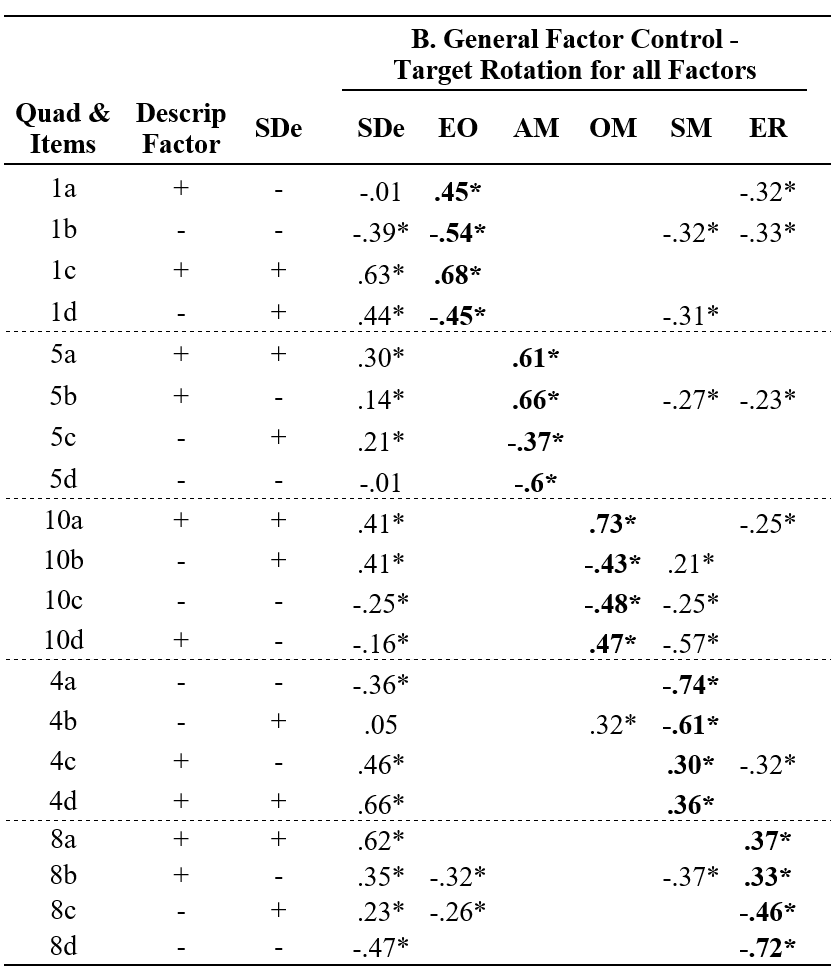 B. General Factor Control -
Target Rotation for all Factors
Quad & Items Descrip Factor SDe SDe EO AM OM SM ER
1a + - -.01 .45* -.32*
1b - - -.39* -.54* -.32* -.33*
1c + + .63* .68*
1d - + .44* -.45* -.31*
5a + + .30* .61*
5b + - .14* .66* -.27* -.23*
5c - + .21* -.37*
5d - - -.01 -.6*
10a + + .41* .73* -.25*
10b - + .41* -.43* .21*
10c - - -.25* -.48* -.25*
10d + - -.16* .47* -.57*
4a - - -.36* -.74*
4b - + .05 .32* -.61*
4c + - .46* .30* -.32*
4d + + .66* .36*
8a + + .62* .37*
8b + - .35* -.32* -.37* .33*
8c - + .23* -.26* -.46*
8d - - -.47* -.72*